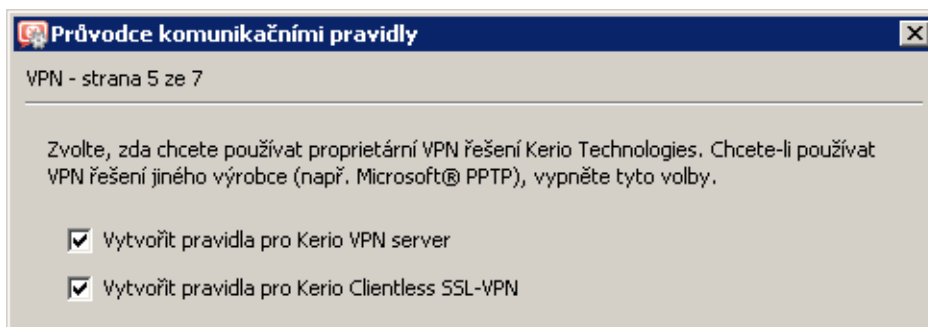 Průvodce komunikačními pravidly
VPN - strana 5 ze 7
Zvolte, zda chcete používat proprietární VPN řešení Kerio Technologies. Chcete-li používat
VPN řešení jiného výrobce (např. Microsoft® PPTP), vypněte tyto volby.
Vytvořit pravidla pro Kerio VPN server
Vytvořit pravidla pro Kerio Clientless SSL-VPN